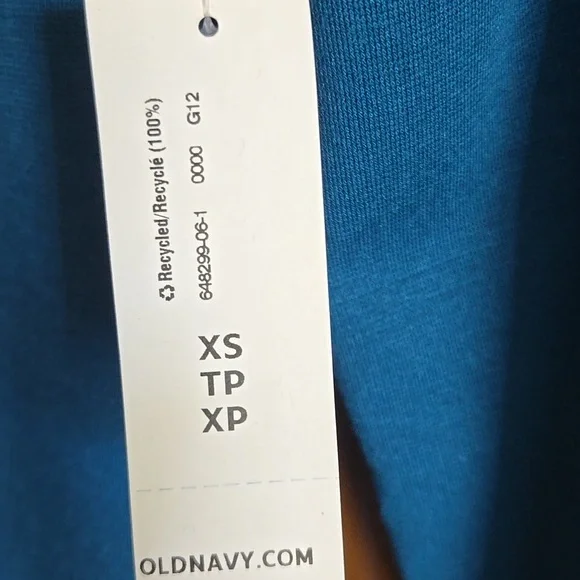 Recycled/Recyclé (100%)
648299-06-1 0000 G12
XS
TP
XP
OLDNAVY.COM